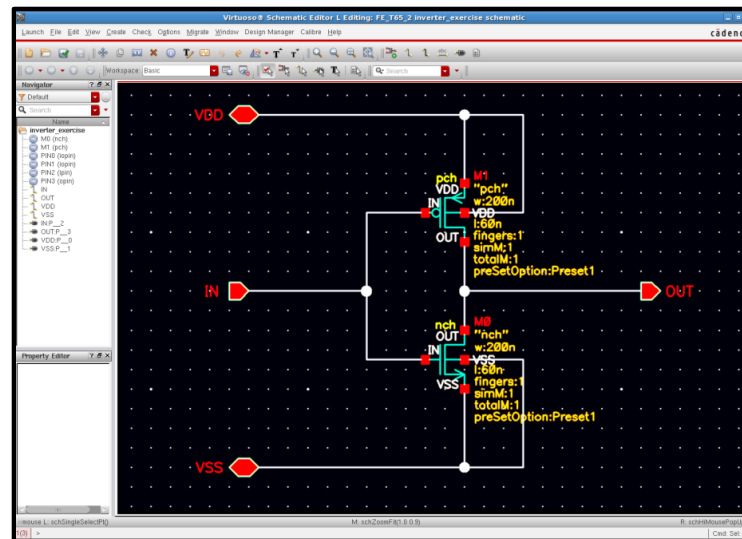 Virtuoso® Schematic Editor L Editing: FE_T65_2 inverter_exercise schematic
Launch File Edit View Create Check Options Migrate Window Design Manager Calibre Help
cādence
Workspace: Basic
Search
Navigator
Default
Search
Name
inverter_exercise
M0 (nch)
M1 (pch)
PIN0 (iopin)
PIN1 (iopin)
PIN2 (ipin)
PIN3 (opin)
IN
OUT
VDD
VSS
IN:P__2
OUT:P__3
VDD:P__0
VSS:P__1
Property Editor
VDD
pch
M1
VDD
"pch"
w:200n
IN
VDD
l:60n
OUT
fingers:1
simM:1
totalM:1
preSetOption:Preset1
IN
OUT
nch
M0
OUT
"nch"
w:200n
IN
VSS
l:60n
VSS
fingers:1
simM:1
totalM:1
preSetOption:Preset1
VSS
mouse L: schSingleSelectPt()
M: schZoomFit(1.0 0.9)
R: schHiMousePopU
1(3) >
Cmd: Sel: